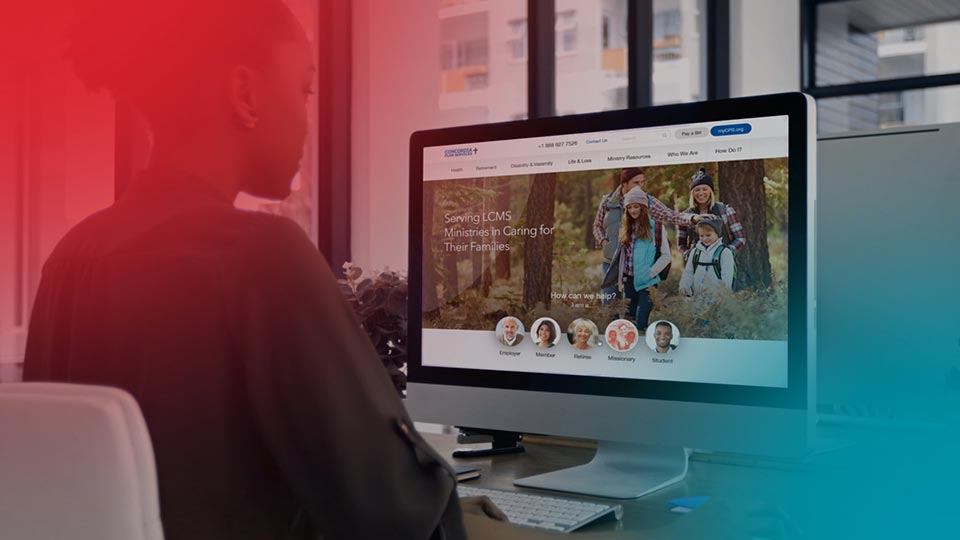 CONCORDIA
PLAN SERVICES
+1 888 927 7526
Contact Us
Search
Pay a Bill
myCPS.org
Health
Retirement
Disability & Maternity
Life & Loss
Ministry Resources
Who We Are
How Do I?
Serving LCMS
Ministries in Caring for
Their Families
How can we help?
I am a
Employer
Member
Retiree
Missionary
Student